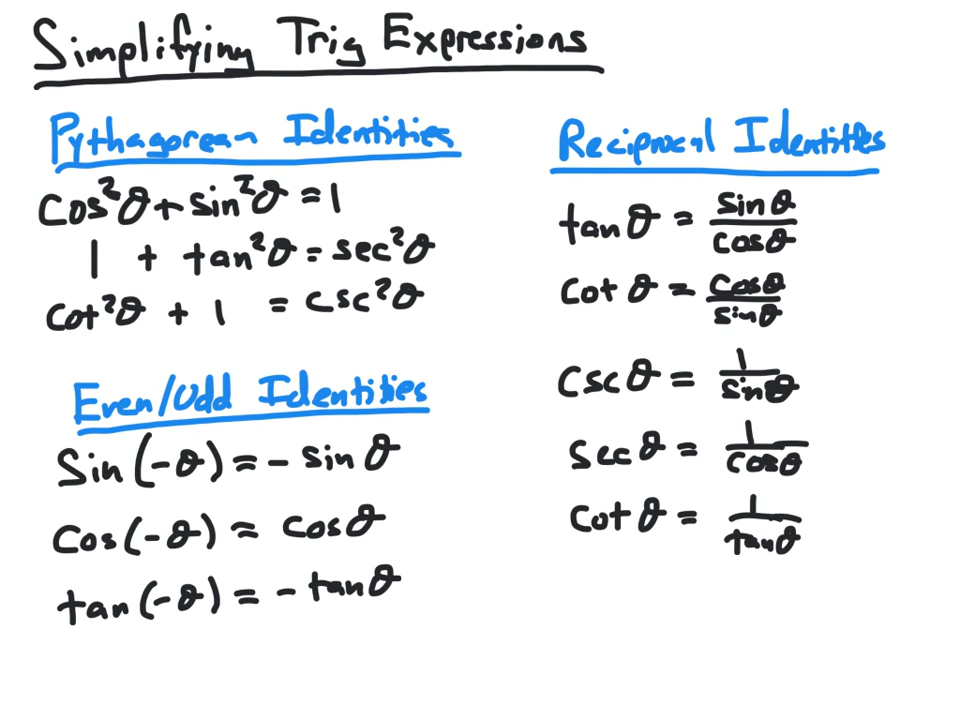 Simplifying Trig Expressions
Pythagorean Identities
cos²θ + sin²θ = 1
1 + tan²θ = sec²θ
cot²θ + 1 = csc²θ
Even/Odd Identities
Sin(-θ) = - sinθ
cos(-θ) = cosθ
tan(-θ) = - tanθ
Reciprocal Identities
tanθ = sinθ/cosθ
cotθ = cosθ/sinθ
cscθ = 1/sinθ
secθ = 1/cosθ
cotθ = 1/tanθ